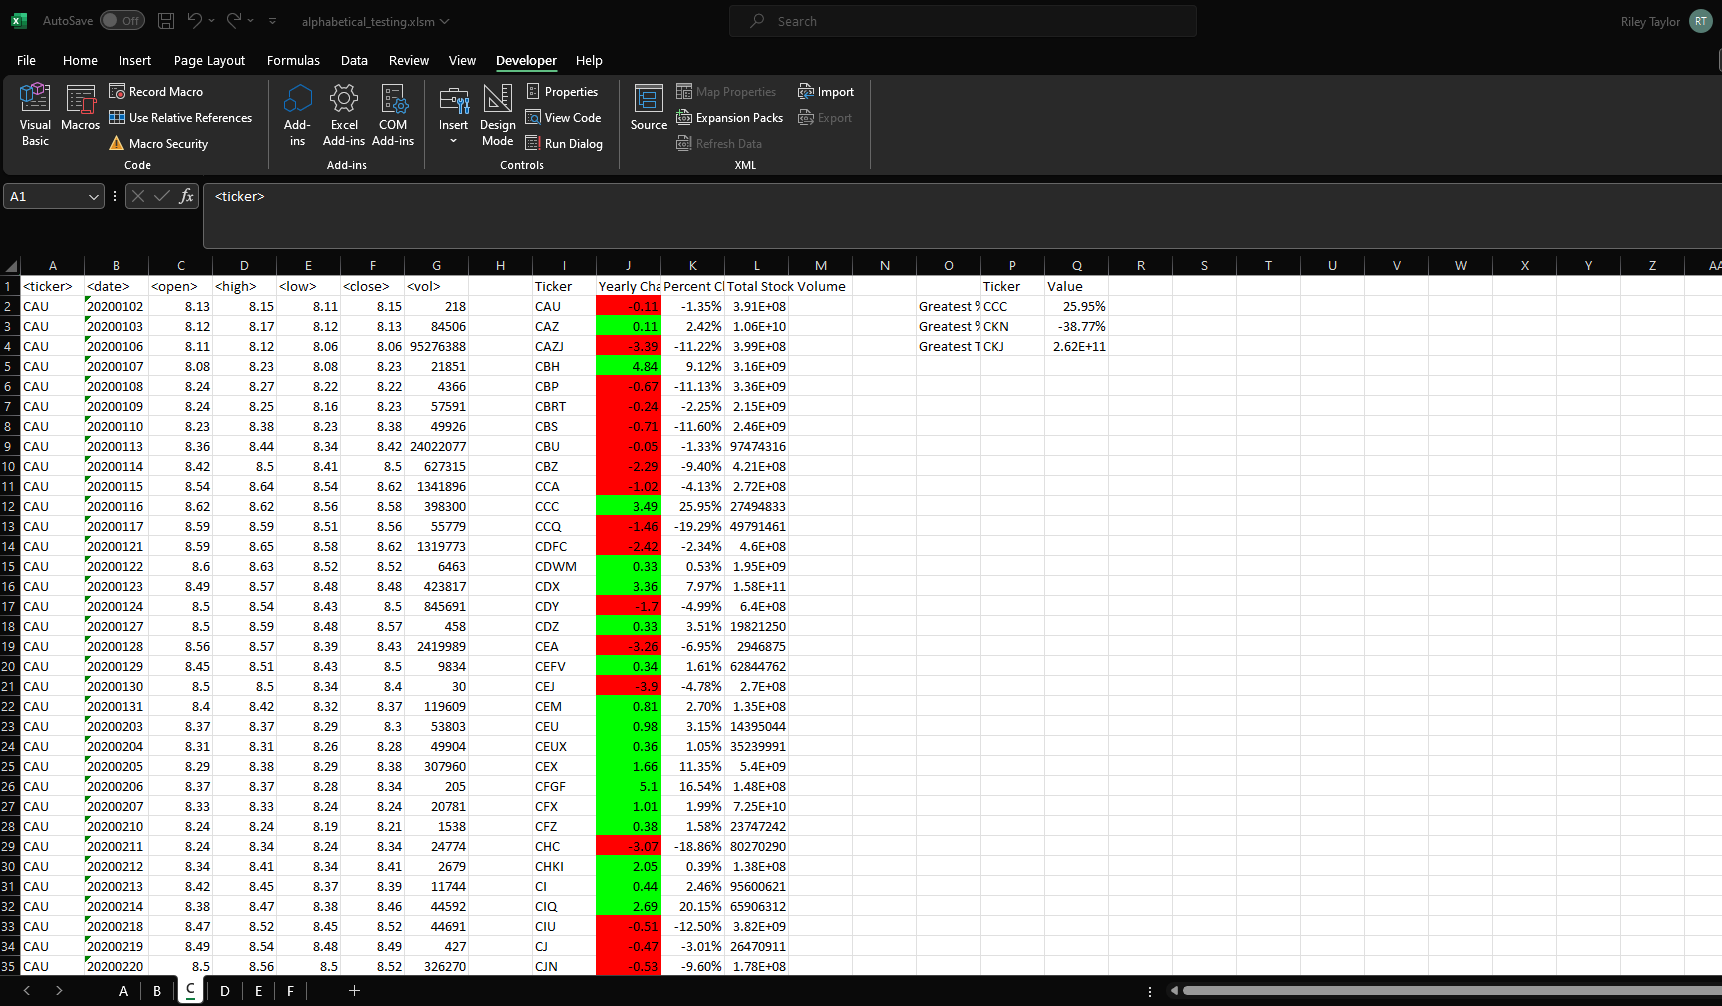 AutoSave Off alphabetical_testing.xlsm Search Riley Taylor RT
File Home Insert Page Layout Formulas Data Review View Developer Help
Visual Basic
Macros
Record Macro
Use Relative References
Macro Security
Code
Add-ins
Excel Add-ins
COM Add-ins
Add-ins
Insert
Design Mode
Properties
View Code
Run Dialog
Controls
Source
Map Properties
Expansion Packs
Refresh Data
Import
Export
XML
A1 fx <ticker>
A B C D E F G H I J K L M N O P Q R S T U V W X Y Z AA
1 <ticker> <date> <open> <high> <low> <close> <vol> Ticker Yearly Cha Percent Cl Total Stock Volume Ticker Value
2 CAU 20200102 8.13 8.15 8.11 8.15 218 CAU -0.11 -1.35% 3.91E+08 Greatest % CCC 25.95%
3 CAU 20200103 8.12 8.17 8.12 8.13 84506 CAZ 0.11 2.42% 1.06E+10 Greatest % CKN -38.77%
4 CAU 20200106 8.11 8.12 8.06 8.06 95276388 CAZJ -3.39 -11.22% 3.99E+08 Greatest T CKJ 2.62E+11
5 CAU 20200107 8.08 8.23 8.08 8.23 21851 CBH 4.84 9.12% 3.16E+09
6 CAU 20200108 8.24 8.27 8.22 8.22 4366 CBP -0.67 -11.13% 3.36E+09
7 CAU 20200109 8.24 8.25 8.16 8.23 57591 CBRT -0.24 -2.25% 2.15E+09
8 CAU 20200110 8.23 8.38 8.23 8.38 49926 CBS -0.71 -11.60% 2.46E+09
9 CAU 20200113 8.36 8.44 8.34 8.42 24022077 CBU -0.05 -1.33% 97474316
10 CAU 20200114 8.42 8.5 8.41 8.5 627315 CBZ -2.29 -9.40% 4.21E+08
11 CAU 20200115 8.54 8.64 8.54 8.62 1341896 CCA -1.02 -4.13% 2.72E+08
12 CAU 20200116 8.62 8.62 8.56 8.58 398300 CCC 3.49 25.95% 27494833
13 CAU 20200117 8.59 8.59 8.51 8.56 55779 CCQ -1.46 -19.29% 49791461
14 CAU 20200121 8.59 8.65 8.58 8.62 1319773 CDFC -2.42 -2.34% 4.6E+08
15 CAU 20200122 8.6 8.63 8.52 8.52 6463 CDWM 0.33 0.53% 1.95E+09
16 CAU 20200123 8.49 8.57 8.48 8.48 423817 CDX 3.36 7.97% 1.58E+11
17 CAU 20200124 8.5 8.54 8.43 8.5 845691 CDY -1.7 -4.99% 6.4E+08
18 CAU 20200127 8.5 8.59 8.48 8.57 458 CDZ 0.33 3.51% 19821250
19 CAU 20200128 8.56 8.57 8.39 8.43 2419989 CEA -3.26 -6.95% 2946875
20 CAU 20200129 8.45 8.51 8.43 8.5 9834 CEFV 0.34 1.61% 62844762
21 CAU 20200130 8.5 8.5 8.34 8.4 30 CEJ -3.9 -4.78% 2.7E+08
22 CAU 20200131 8.4 8.42 8.32 8.37 119609 CEM 0.81 2.70% 1.35E+08
23 CAU 20200203 8.37 8.37 8.29 8.3 53803 CEU 0.98 3.15% 14395044
24 CAU 20200204 8.31 8.31 8.26 8.28 49904 CEUX 0.36 1.05% 35239991
25 CAU 20200205 8.29 8.38 8.29 8.38 307960 CEX 1.66 11.35% 5.4E+09
26 CAU 20200206 8.37 8.37 8.28 8.34 205 CFGF 5.1 16.54% 1.48E+08
27 CAU 20200207 8.33 8.33 8.24 8.24 20781 CFX 1.01 1.99% 7.25E+10
28 CAU 20200210 8.24 8.24 8.19 8.21 1538 CFZ 0.38 1.58% 23747242
29 CAU 20200211 8.24 8.34 8.24 8.34 24774 CHC -3.07 -18.86% 80270290
30 CAU 20200212 8.34 8.41 8.34 8.41 2679 CHKI 2.05 0.39% 1.38E+08
31 CAU 20200213 8.42 8.45 8.37 8.39 11744 CI 0.44 2.46% 95600621
32 CAU 20200214 8.38 8.47 8.38 8.46 44592 CIQ 2.69 20.15% 65906312
33 CAU 20200218 8.47 8.52 8.45 8.52 44691 CIU -0.51 -12.50% 3.82E+09
34 CAU 20200219 8.49 8.54 8.48 8.49 427 CJ -0.47 -3.01% 26470911
35 CAU 20200220 8.5 8.56 8.5 8.52 326270 CJN -0.53 -9.60% 1.78E+08
A B C D E F